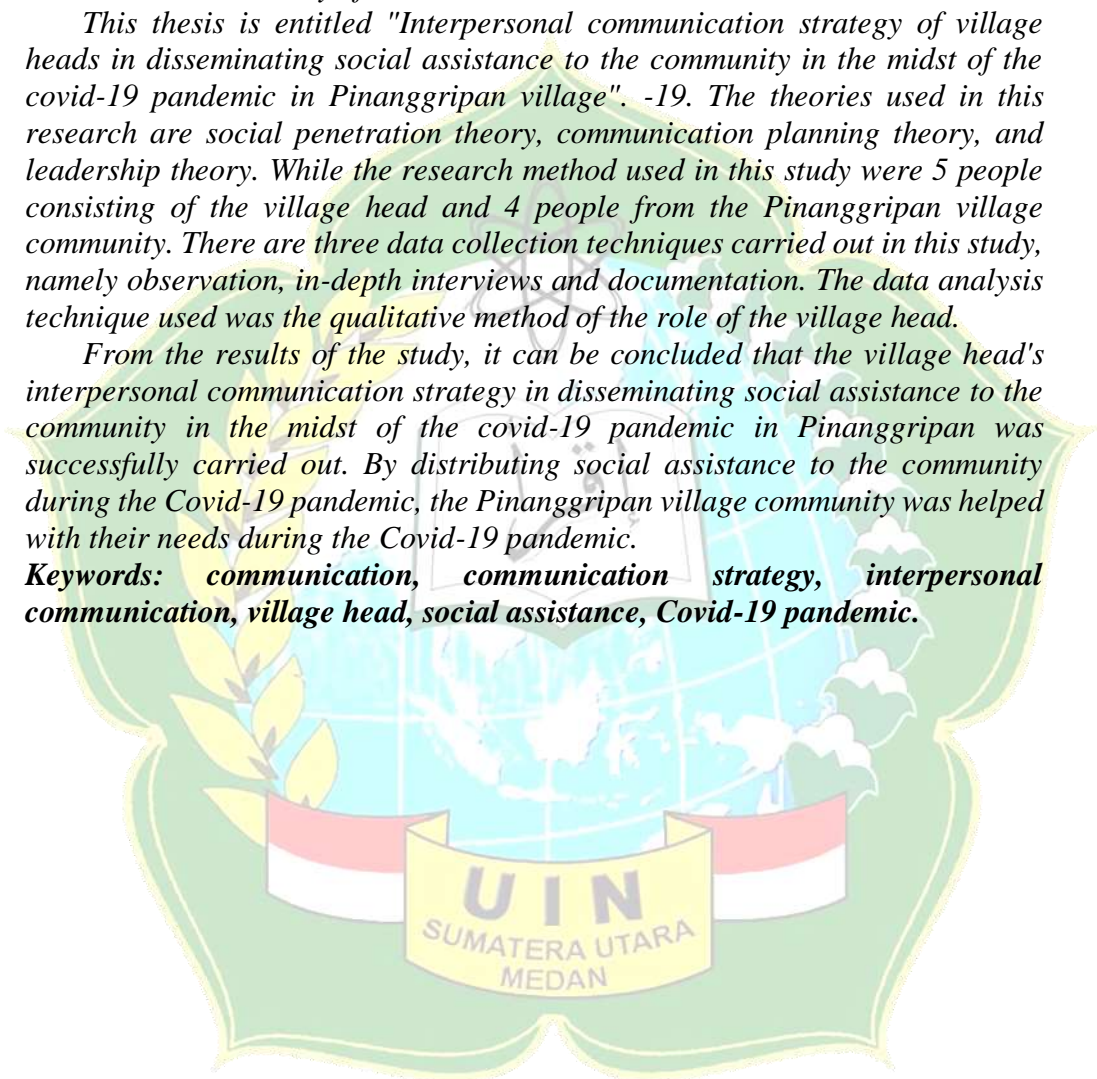 This thesis is entitled "Interpersonal communication strategy of village
heads in disseminating social assistance to the community in the midst of the
covid-19 pandemic in Pinanggripan village". -19. The theories used in this
research are social penetration theory, communication planning theory, and
leadership theory. While the research method used in this study were 5 people
consisting of the village head and 4 people from the Pinanggripan village
community. There are three data collection techniques carried out in this study,
namely observation, in-depth interviews and documentation. The data analysis
technique used was the qualitative method of the role of the village head.
From the results of the study, it can be concluded that the village head's
interpersonal communication strategy in disseminating social assistance to the
community in the midst of the covid-19 pandemic in Pinanggripan was
successfully carried out. By distributing social assistance to the community
during the Covid-19 pandemic, the Pinanggripan village community was helped
with their needs during the Covid-19 pandemic.
Keywords: communication, communication strategy, interpersonal
communication, village head, social assistance, Covid-19 pandemic.
إقرأ
UIN
SUMATERA UTARA
MEDAN